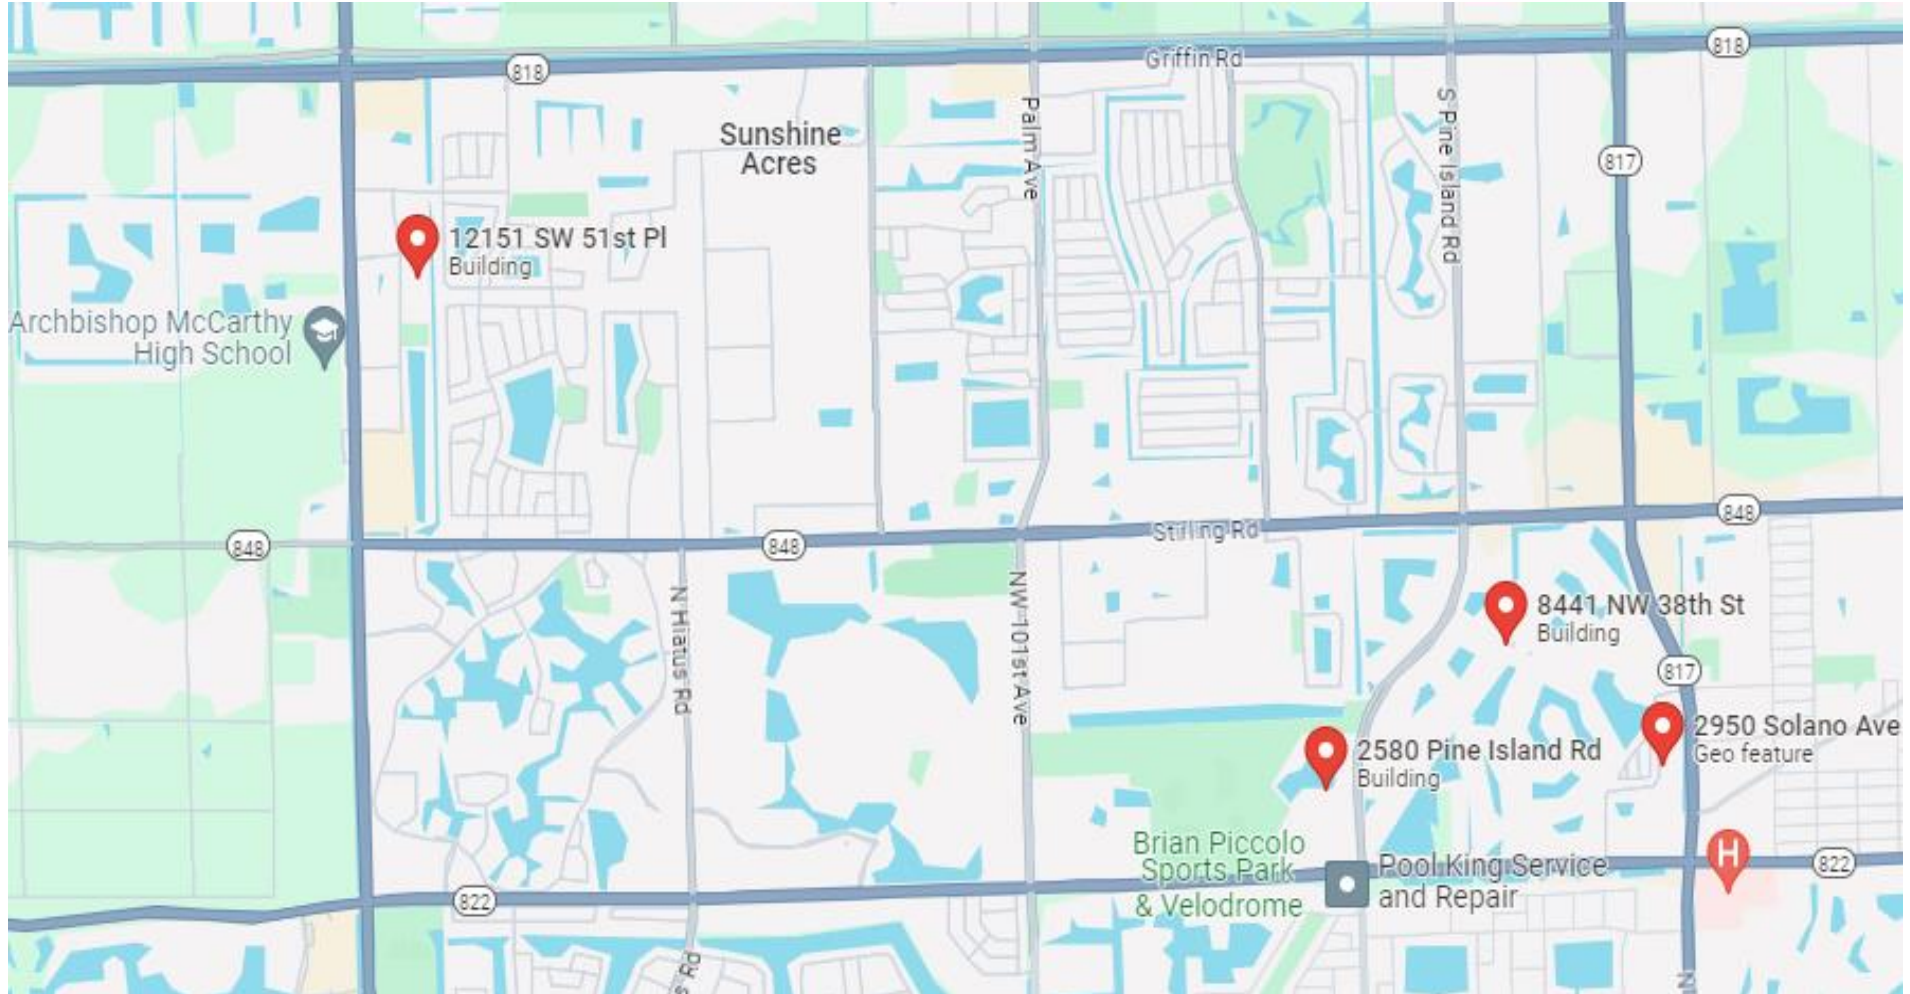 818
Griffin Rd
818
Sunshine
Acres
Palm Ave
S Pine Island Rd
817
12151 SW 51st Pl
Building
Archbishop McCarthy
High School
848
848
Stirling Rd
848
N Hiatus Rd
NW 101st Ave
8441 NW 38th St
Building
817
2580 Pine Island Rd
Building
2950 Solano Ave
Geo feature
Brian Piccolo
Sports Park
& Velodrome
Pool King Service
and Repair
H
822
822
s Rd
N